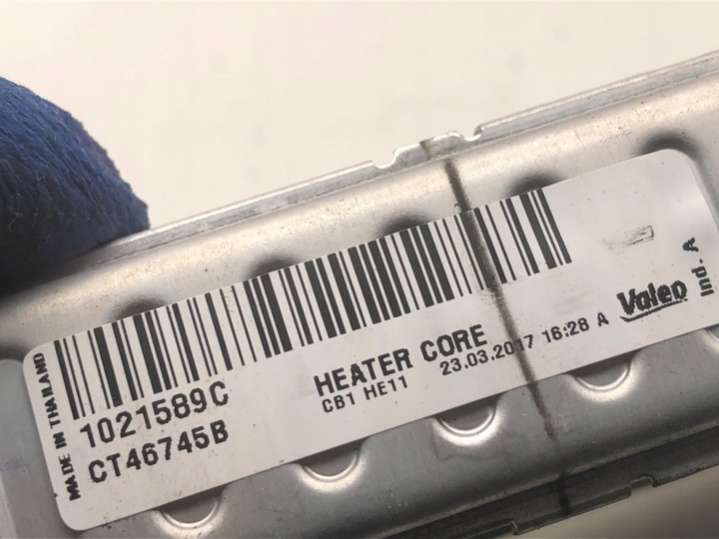 MADE IN THAILAND
1021589C
CT46745B
HEATER CORE
CB1 HE11
23.03.2017 16:28 A
Valeo
Ind. A